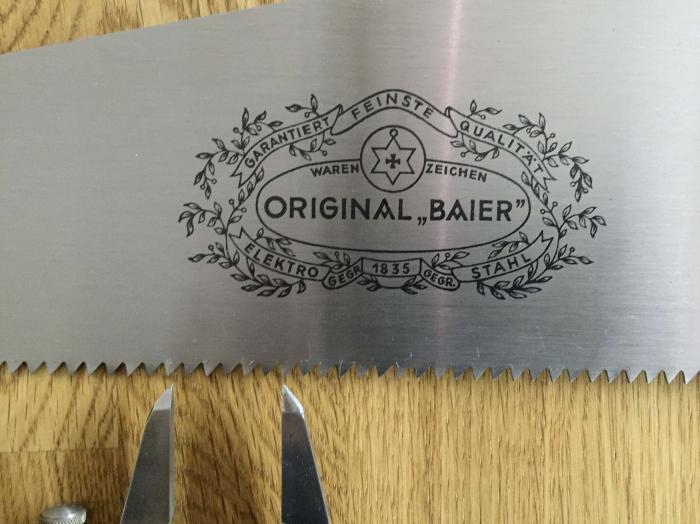 GARANTIERT FEINSTE QUALITÄT
WAREN ZEICHEN
ORIGINAL „BAIER”
ELEKTRO GEGR. 1835 GEGR. STAHL